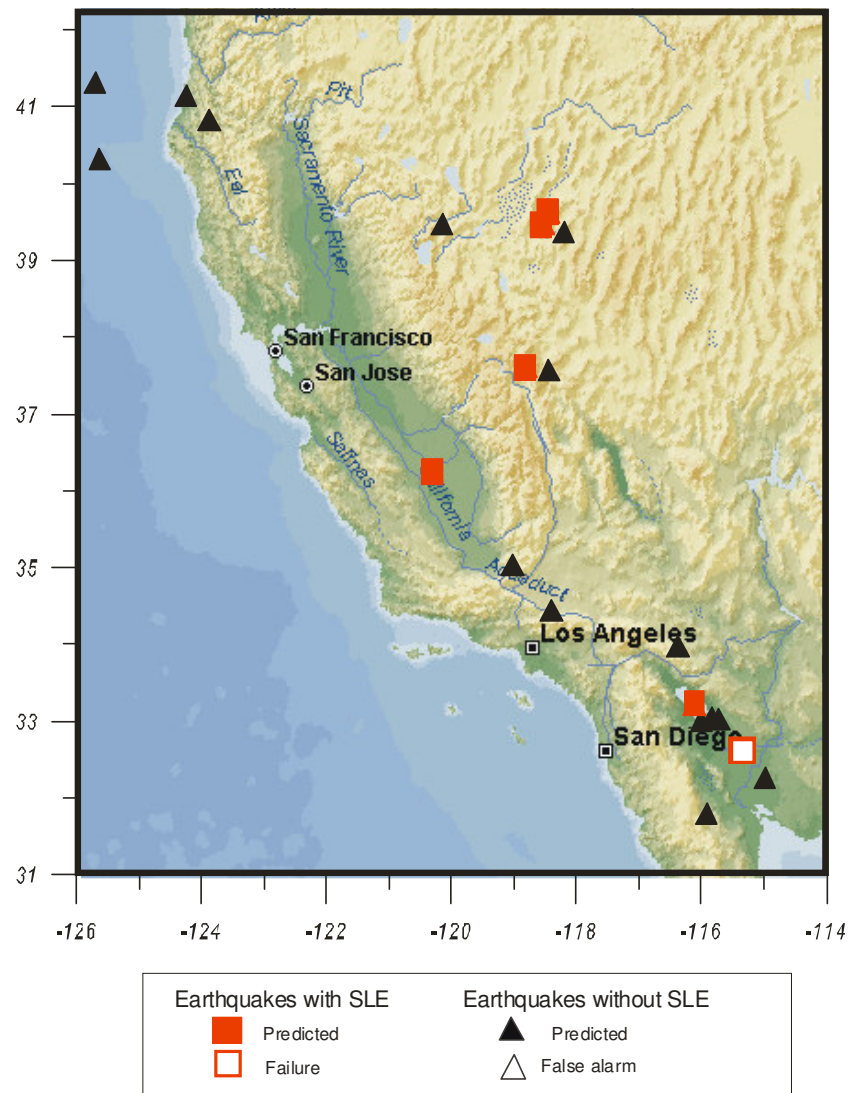 Pit
41
Sacramento River
Eel
39
San Francisco
San Jose
37
Salinas
California
35
Aqueduct
Los Angeles
33
San Diego
31
-126 -124 -122 -120 -118 -116 -114
Earthquakes with SLE Earthquakes without SLE
Predicted Predicted
Failure False alarm